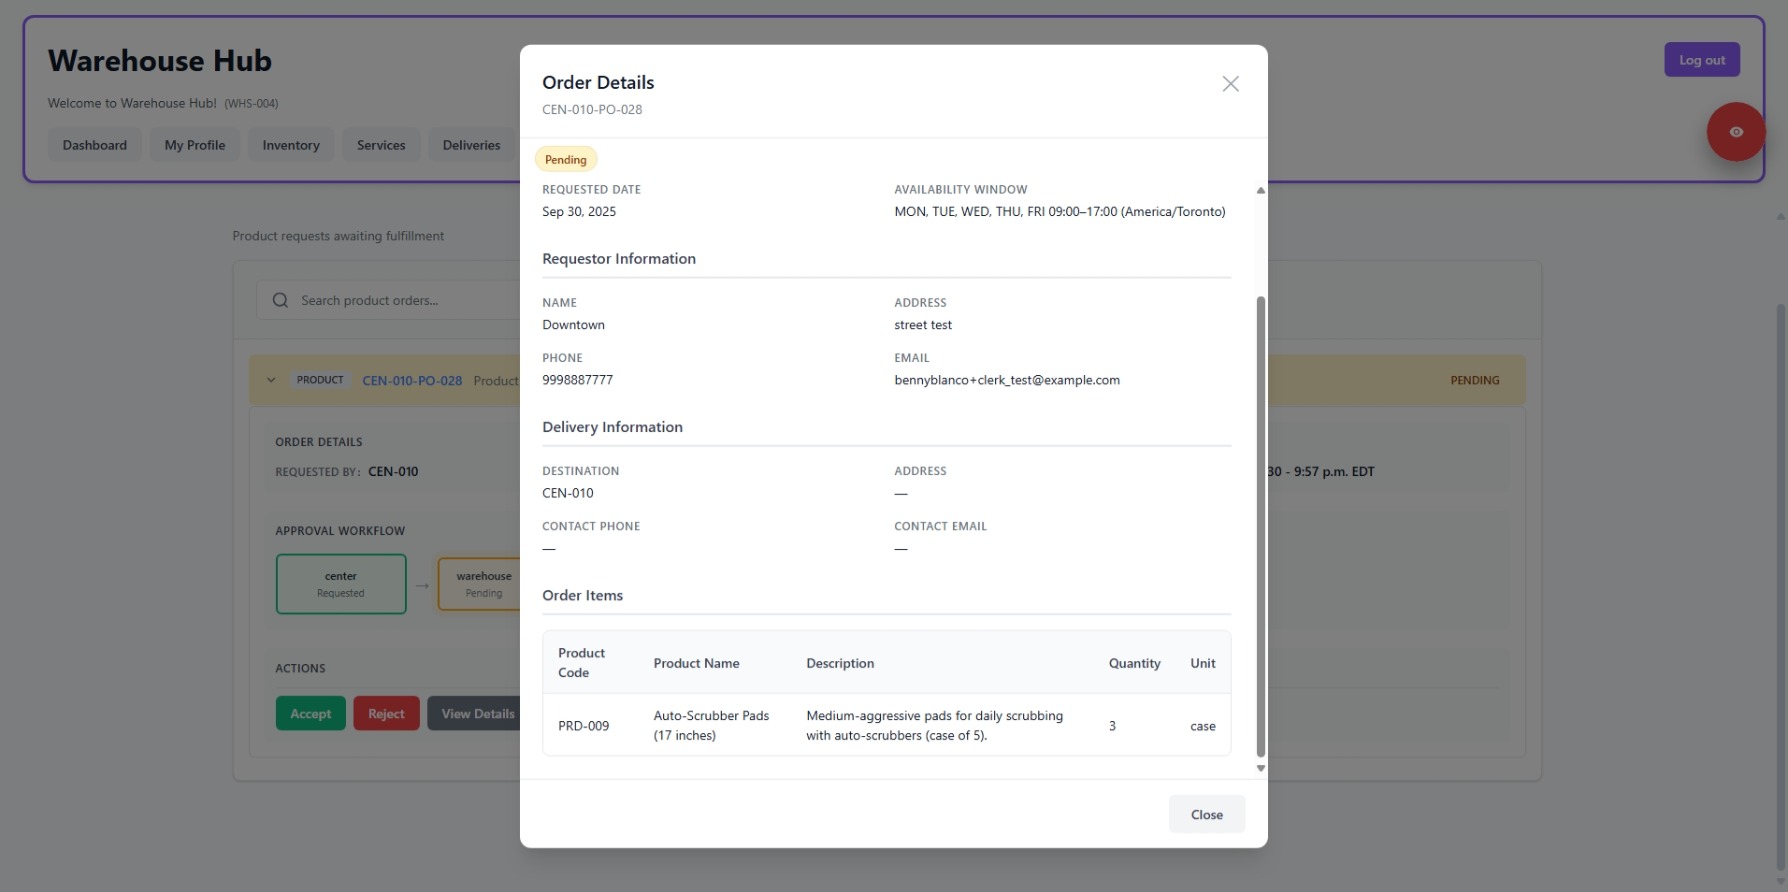 Warehouse Hub
Welcome to Warehouse Hub! (WHS-004)
Dashboard
My Profile
Inventory
Services
Deliveries
Log out
Product requests awaiting fulfillment
Search product orders...
PRODUCT
CEN-010-PO-028
Product
PENDING
ORDER DETAILS
REQUESTED BY: CEN-010
30 - 9:57 p.m. EDT
APPROVAL WORKFLOW
center
Requested
→
warehouse
Pending
ACTIONS
Accept
Reject
View Details
Order Details
CEN-010-PO-028
Pending
REQUESTED DATE
Sep 30, 2025
AVAILABILITY WINDOW
MON, TUE, WED, THU, FRI 09:00–17:00 (America/Toronto)
Requestor Information
NAME
Downtown
ADDRESS
street test
PHONE
9998887777
EMAIL
bennyblanco+clerk_test@example.com
Delivery Information
DESTINATION
CEN-010
ADDRESS
—
CONTACT PHONE
—
CONTACT EMAIL
—
Order Items
Product
Code
Product Name
Description
Quantity
Unit
PRD-009
Auto-Scrubber Pads
(17 inches)
Medium-aggressive pads for daily scrubbing
with auto-scrubbers (case of 5).
3
case
Close